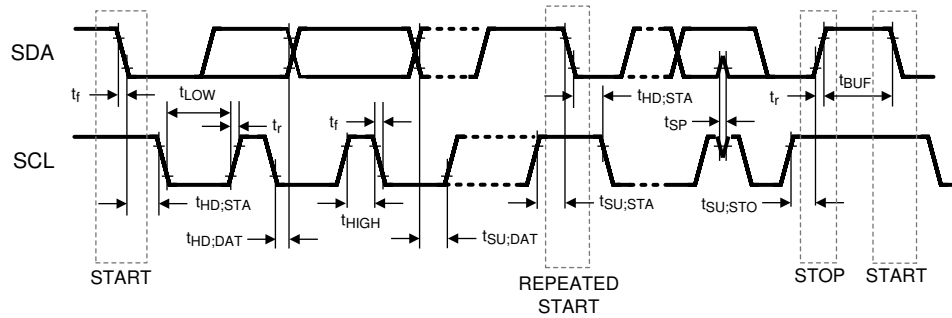 SDA
tf
tLOW
tr
tf
tHD;STA
tSP
tr
tBUF
SCL
tHD;STA
tHD;DAT
tHIGH
tSU;DAT
tSU;STA
tSU;STO
START
REPEATED
START
STOP
START